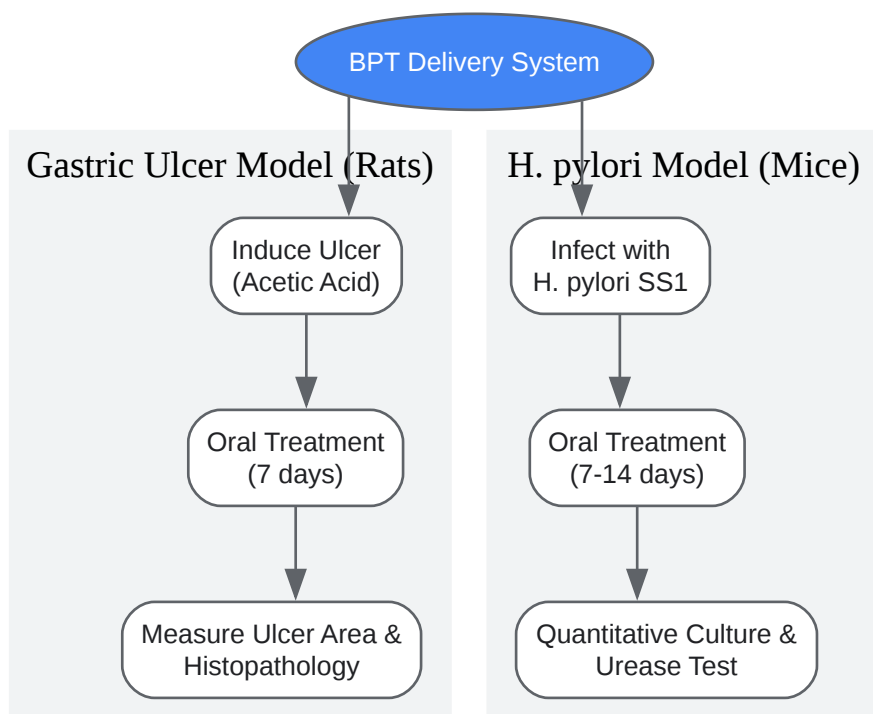 BPT Delivery System
Gastric Ulcer Model (Rats)
Induce Ulcer
(Acetic Acid)
Oral Treatment
(7 days)
Measure Ulcer Area &
Histopathology
H. pylori Model (Mice)
Infect with
H. pylori SS1
Oral Treatment
(7-14 days)
Quantitative Culture &
Urease Test